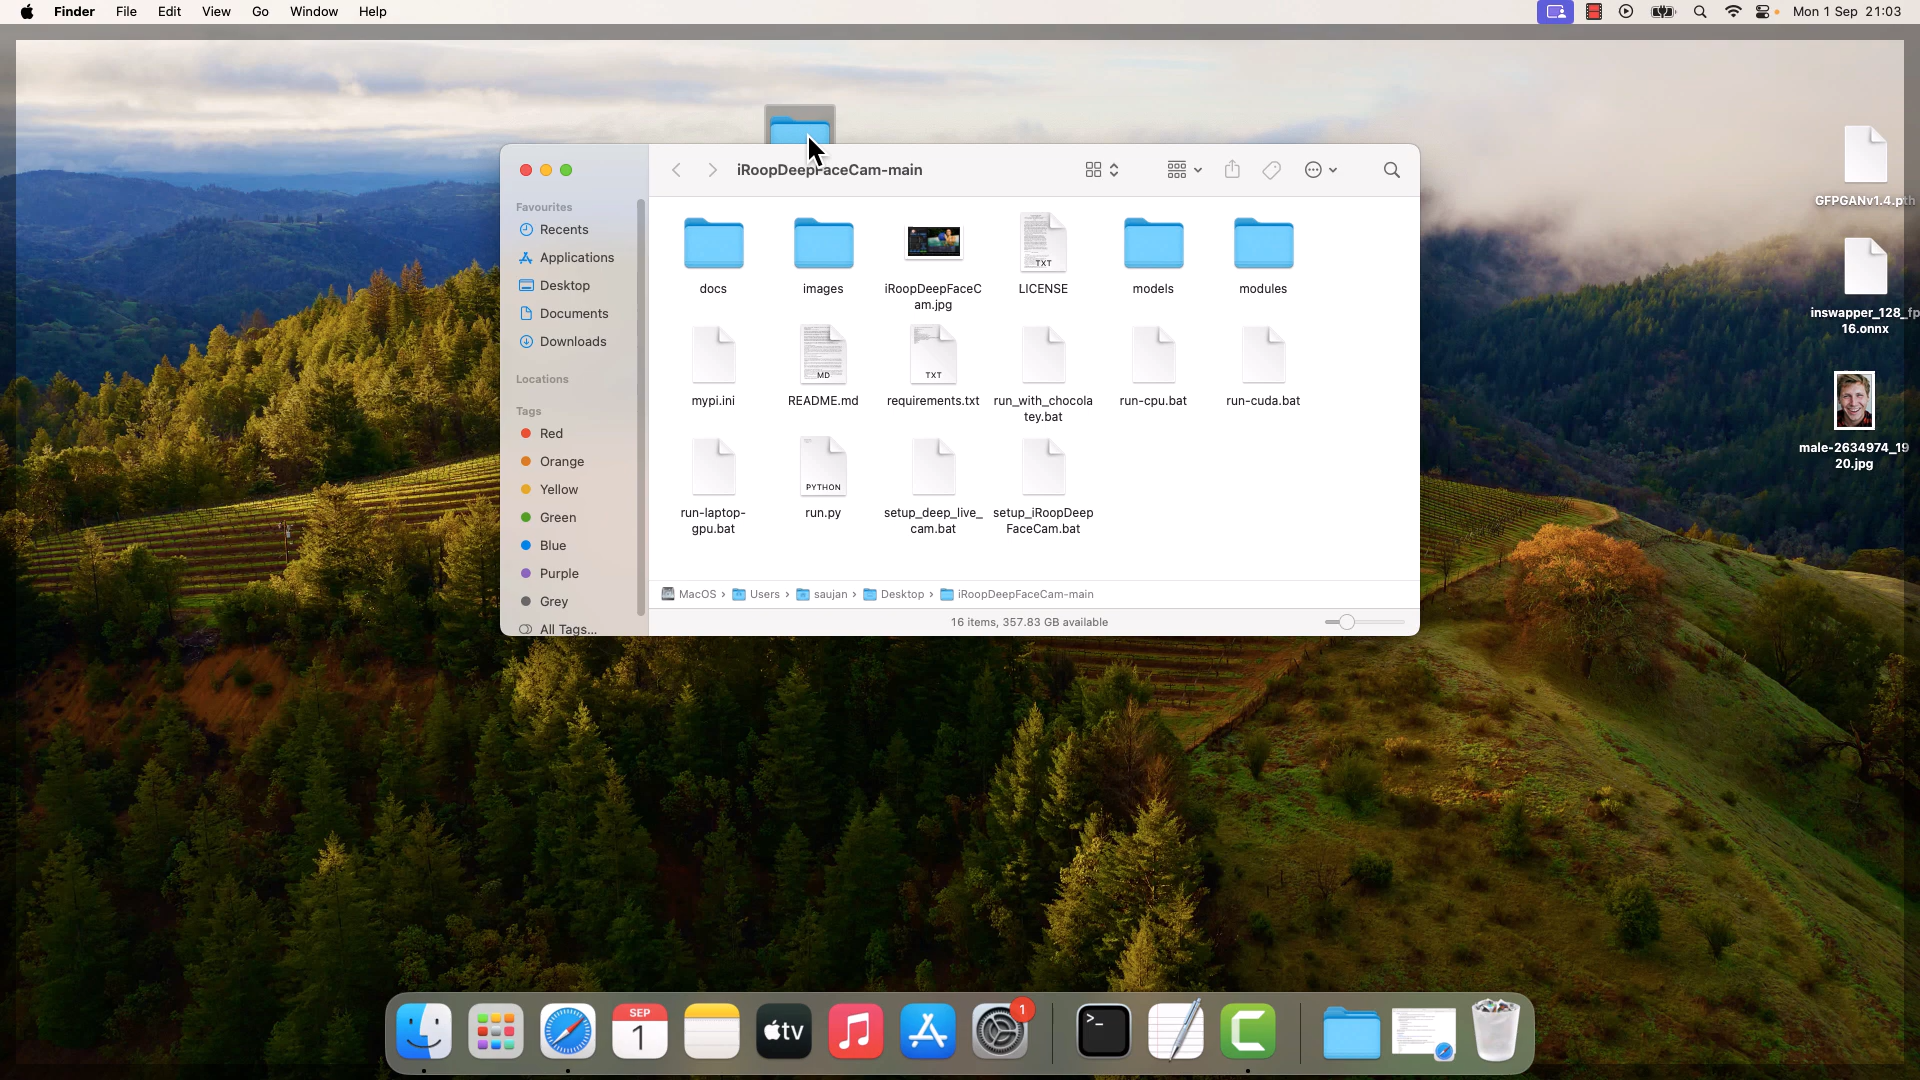 Finder File Edit View Go Window Help
Mon 1 Sep 21:03
iRoopDeepFaceCam-main
Favourites
Recents
Applications
Desktop
Documents
Downloads
Locations
Tags
Red
Orange
Yellow
Green
Blue
Purple
Grey
All Tags...
docs
images
iRoopDeepFaceC
am.jpg
TXT
LICENSE
models
modules
mypi.ini
MD
README.md
TXT
requirements.txt
run_with_chocola
tey.bat
run-cpu.bat
run-cuda.bat
run-laptop-
gpu.bat
PYTHON
run.py
setup_deep_live_
cam.bat
setup_iRoopDeep
FaceCam.bat
MacOS › Users › saujan › Desktop › iRoopDeepFaceCam-main
16 items, 357.83 GB available
GFPGANv1.4.pth
inswapper_128_fp
16.onnx
male-2634974_19
20.jpg
SEP
1
tv
1
>_